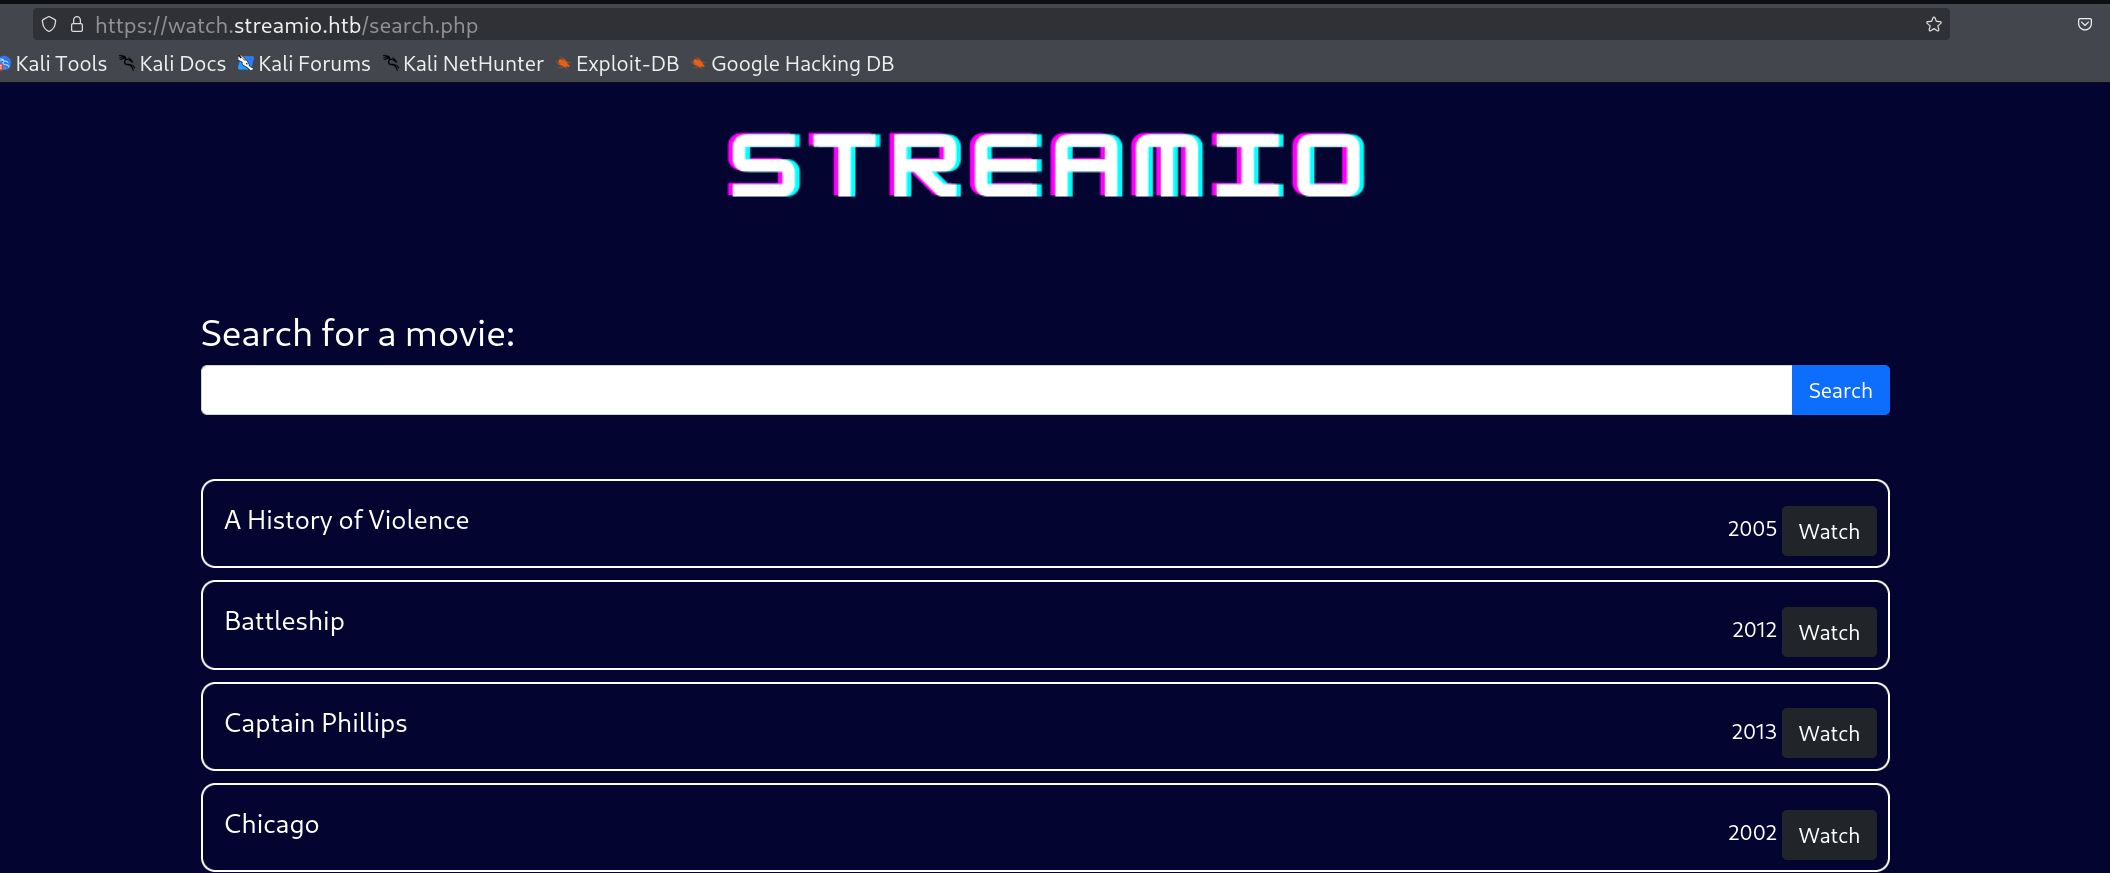 https://watch.streamio.htb/search.php
Kali Tools Kali Docs Kali Forums Kali NetHunter Exploit-DB Google Hacking DB
STREAMIO
Search for a movie:
Search
A History of Violence 2005 Watch
Battleship 2012 Watch
Captain Phillips 2013 Watch
Chicago 2002 Watch